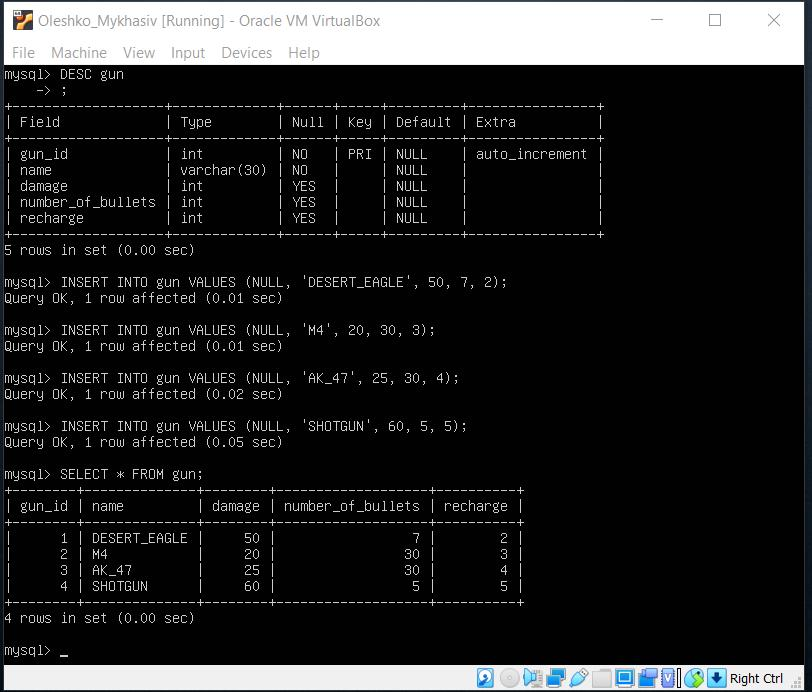 Oleshko_Mykhasiv [Running] - Oracle VM VirtualBox
File Machine View Input Devices Help
mysql> DESC gun
    -> ;
+-------------------+-------------+------+-----+---------+----------------+
| Field             | Type        | Null | Key | Default | Extra          |
+-------------------+-------------+------+-----+---------+----------------+
| gun_id            | int         | NO   | PRI | NULL    | auto_increment |
| name              | varchar(30) | NO   |     | NULL    |                |
| damage            | int         | YES  |     | NULL    |                |
| number_of_bullets | int         | YES  |     | NULL    |                |
| recharge          | int         | YES  |     | NULL    |                |
+-------------------+-------------+------+-----+---------+----------------+
5 rows in set (0.00 sec)
mysql> INSERT INTO gun VALUES (NULL, 'DESERT_EAGLE', 50, 7, 2);
Query OK, 1 row affected (0.01 sec)
mysql> INSERT INTO gun VALUES (NULL, 'M4', 20, 30, 3);
Query OK, 1 row affected (0.01 sec)
mysql> INSERT INTO gun VALUES (NULL, 'AK_47', 25, 30, 4);
Query OK, 1 row affected (0.02 sec)
mysql> INSERT INTO gun VALUES (NULL, 'SHOTGUN', 60, 5, 5);
Query OK, 1 row affected (0.05 sec)
mysql> SELECT * FROM gun;
+--------+--------------+--------+-------------------+----------+
| gun_id | name         | damage | number_of_bullets | recharge |
+--------+--------------+--------+-------------------+----------+
|      1 | DESERT_EAGLE |     50 |                 7 |        2 |
|      2 | M4           |     20 |                30 |        3 |
|      3 | AK_47        |     25 |                30 |        4 |
|      4 | SHOTGUN      |     60 |                 5 |        5 |
+--------+--------------+--------+-------------------+----------+
4 rows in set (0.00 sec)
mysql> _
Right Ctrl